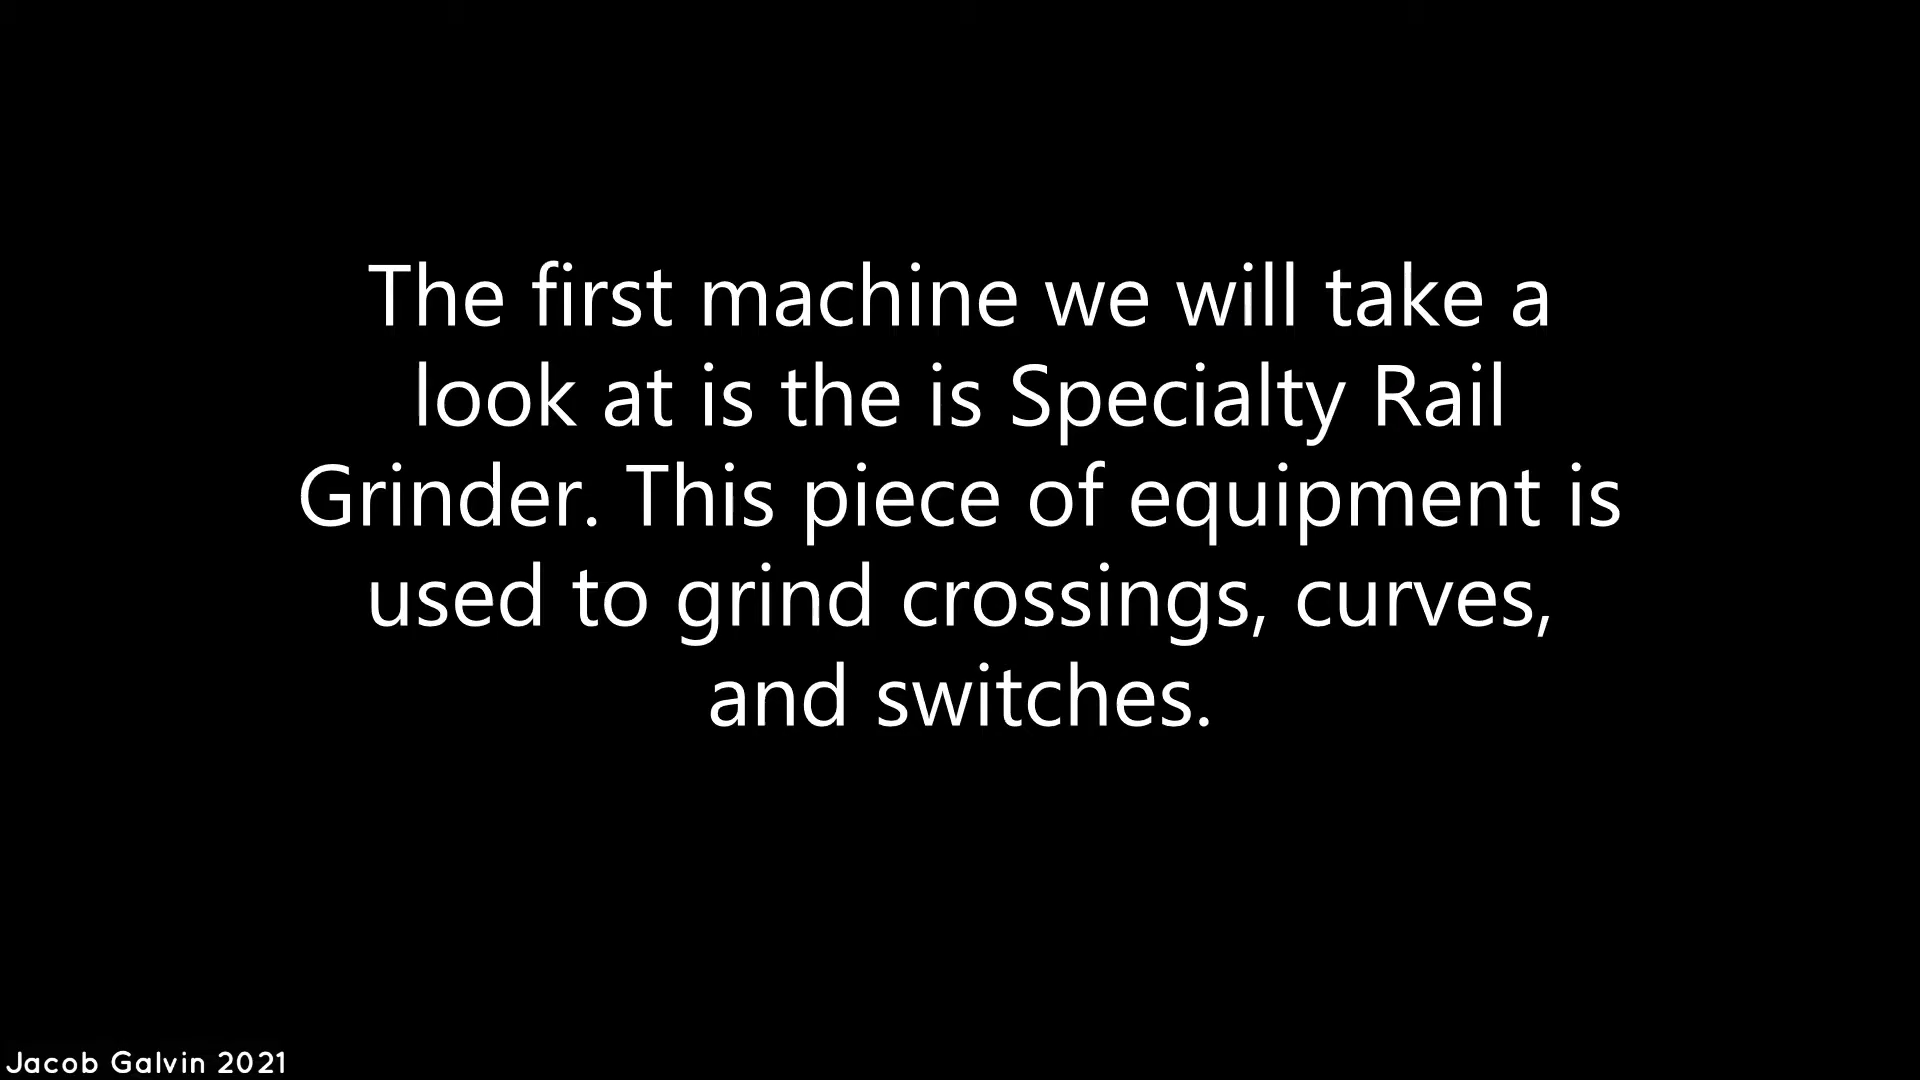 The first machine we will take a
look at is the is Specialty Rail
Grinder. This piece of equipment is
used to grind crossings, curves,
and switches.
Jacob Galvin 2021